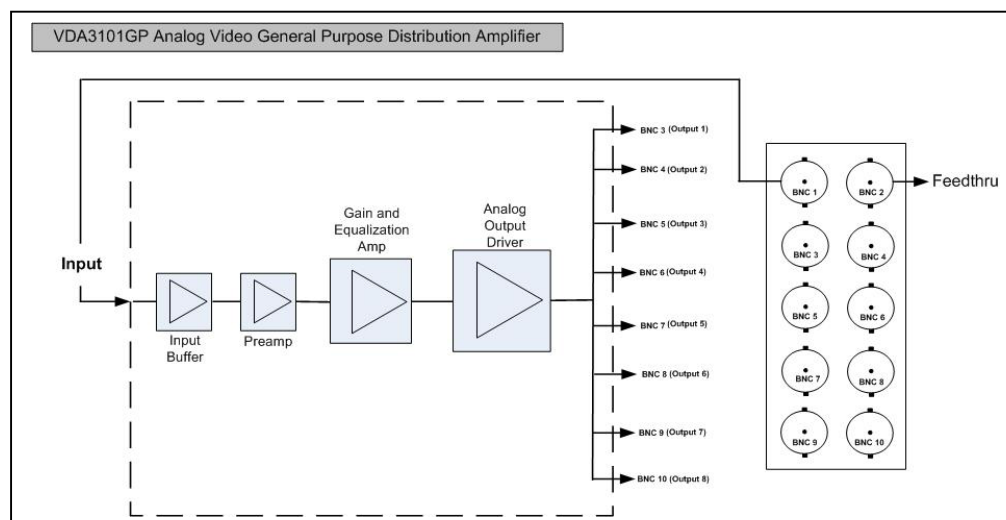 VDA3101GP Analog Video General Purpose Distribution Amplifier
Input
Input
Buffer
Preamp
Gain and
Equalization
Amp
Analog
Output
Driver
BNC 3 (Output 1)
BNC 4 (Output 2)
BNC 5 (Output 3)
BNC 6 (Output 4)
BNC 7 (Output 5)
BNC 8 (Output 6)
BNC 9 (Output 7)
BNC 10 (Output 8)
BNC 1
BNC 2
Feedthru
BNC 3
BNC 4
BNC 5
BNC 6
BNC 7
BNC 8
BNC 9
BNC 10